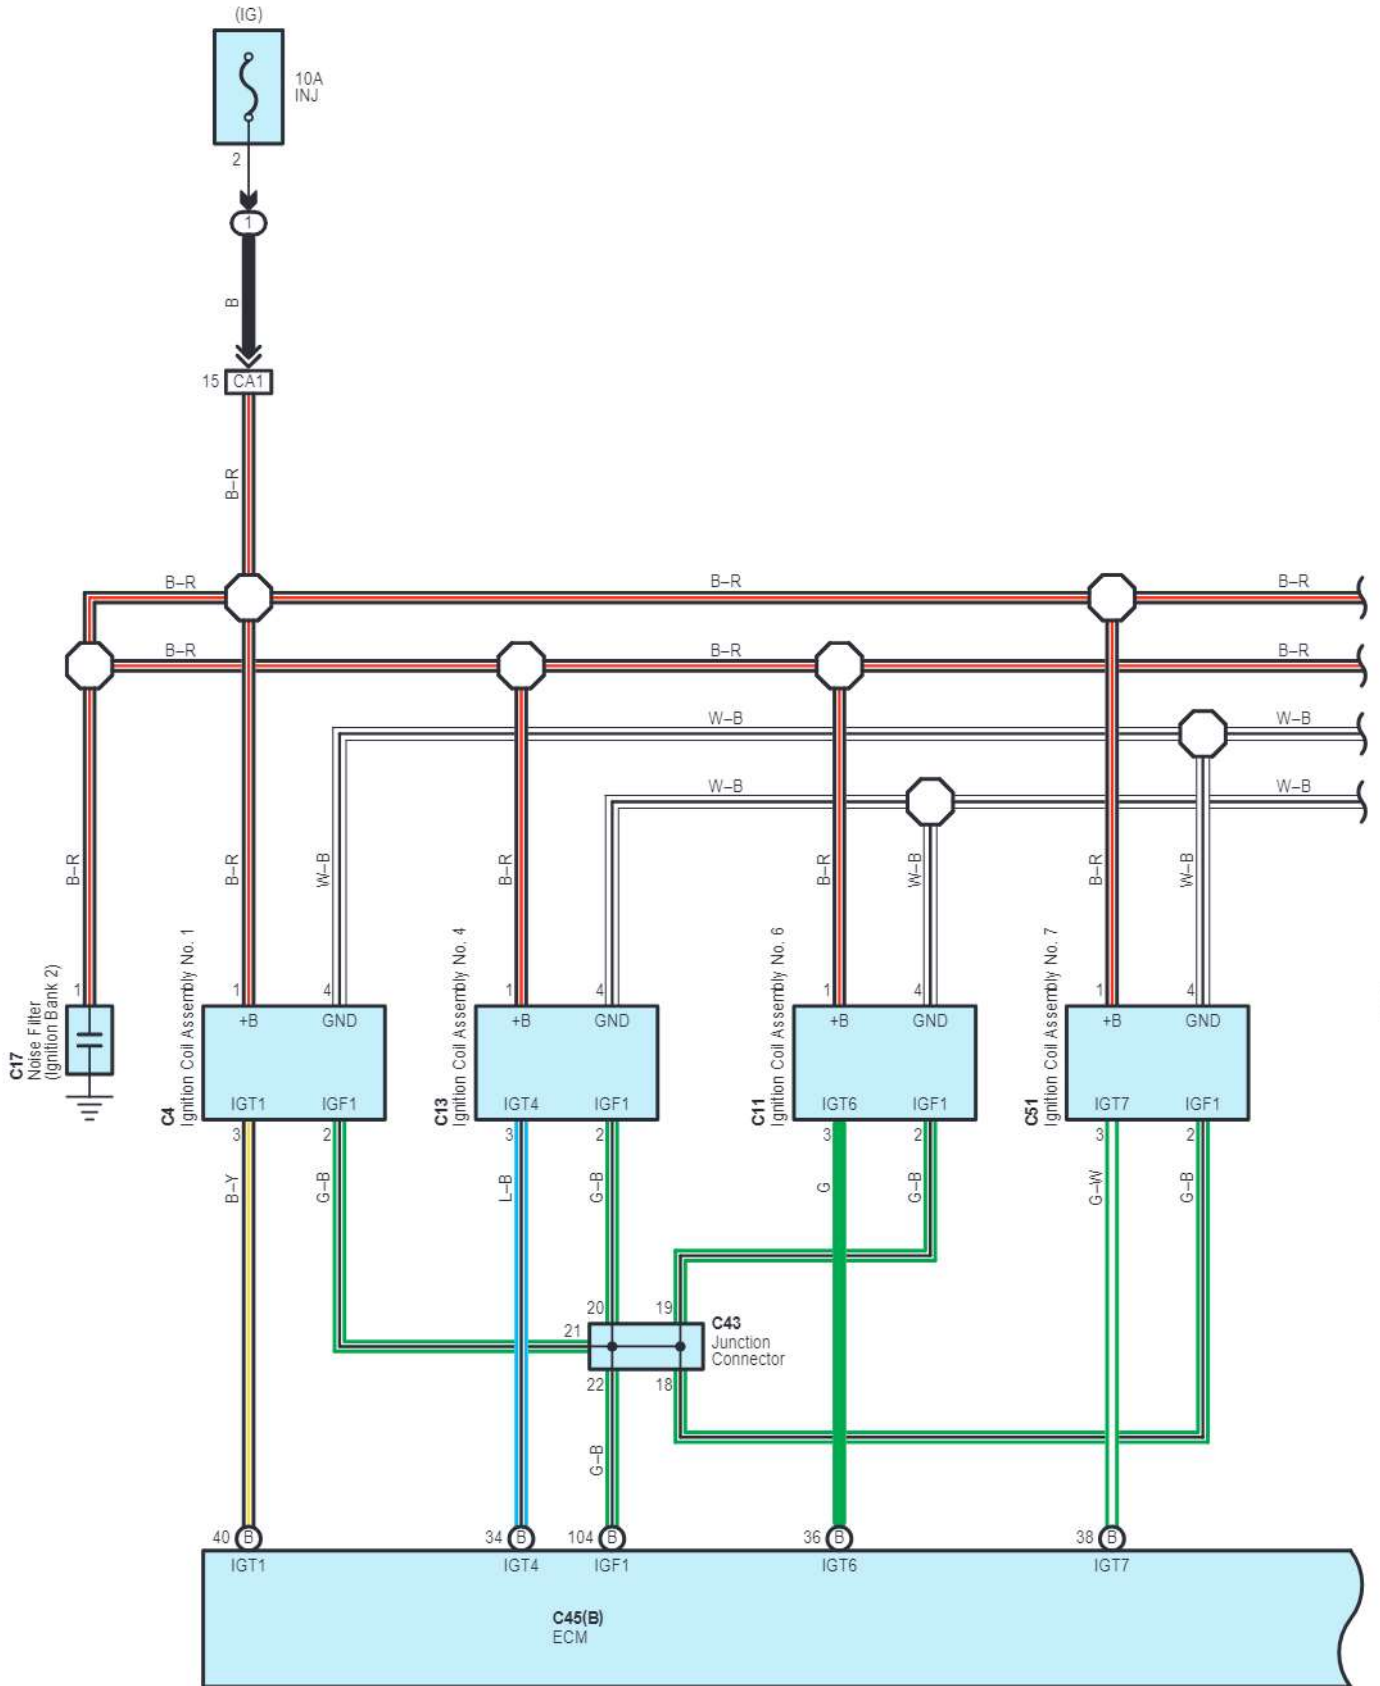 (IG)
10A
INJ
2
1
B
15 CA1
B–R
B–R
B–R
B–R
B–R
B–R
B–R
W–B
W–B
W–B
W–B
B–R
B–R
W–B
B–R
B–R
W–B
B–R
W–B
C17
Noise Filter
(Ignition Bank 2)
1
C4
Ignition Coil Assembly No. 1
1
4
+B
GND
IGT1
IGF1
3
2
C13
Ignition Coil Assembly No. 4
1
4
+B
GND
IGT4
IGF1
3
2
C11
Ignition Coil Assembly No. 6
1
4
+B
GND
IGT6
IGF1
3
2
C51
Ignition Coil Assembly No. 7
1
4
+B
GND
IGT7
IGF1
3
2
B–Y
G–B
L–B
G–B
G
G–B
G–W
G–B
20
19
21
C43
Junction
Connector
22
18
G–B
40 B
34 B
104 B
36 B
38 B
IGT1
IGT4
IGF1
IGT6
IGT7
C45(B)
ECM